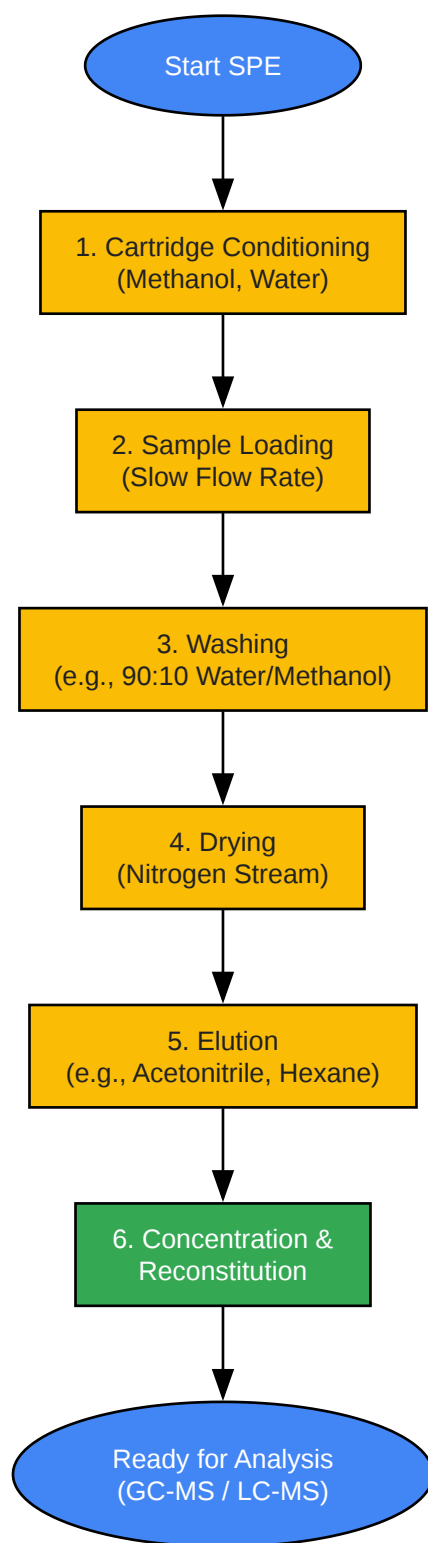 Start SPE
1. Cartridge Conditioning
(Methanol, Water)
2. Sample Loading
(Slow Flow Rate)
3. Washing
(e.g., 90:10 Water/Methanol)
4. Drying
(Nitrogen Stream)
5. Elution
(e.g., Acetonitrile, Hexane)
6. Concentration &
Reconstitution
Ready for Analysis
(GC-MS / LC-MS)